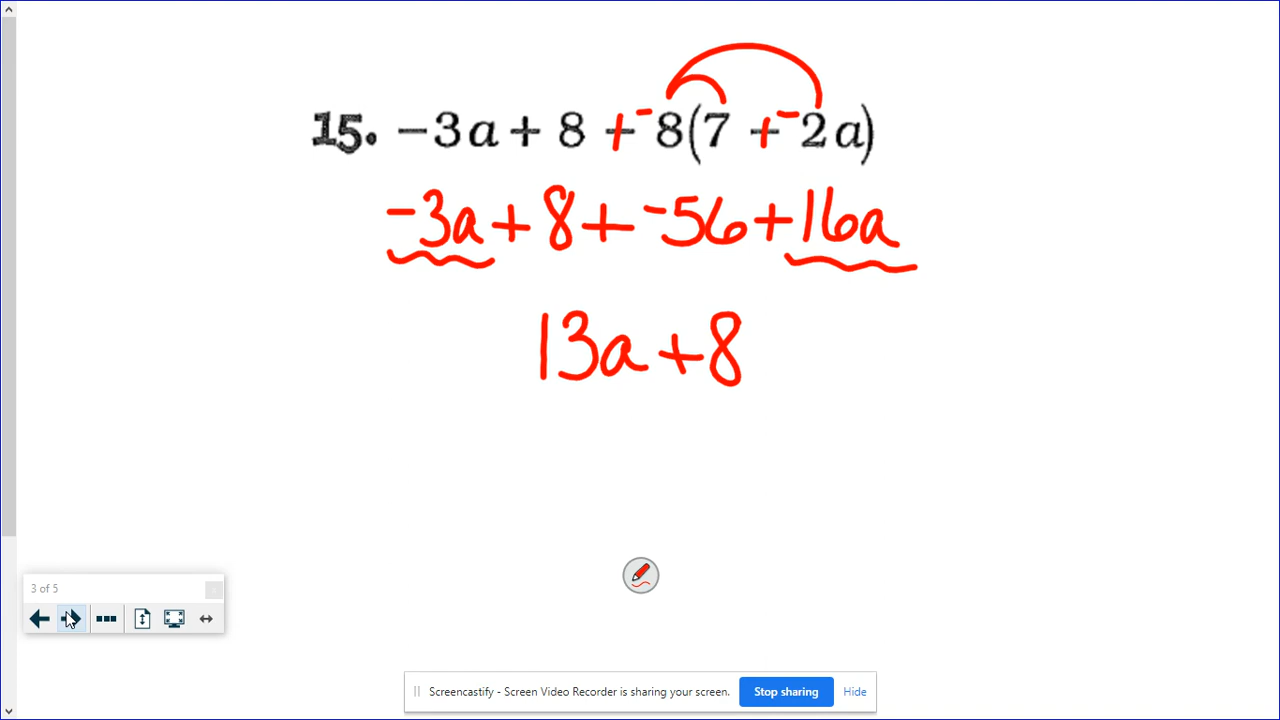 15. −3a + 8 + ⁻8(7 + ⁻2a)
⁻3a + 8 + ⁻56 + 16a
13a + 8
3 of 5
Screencastify - Screen Video Recorder is sharing your screen. Stop sharing Hide